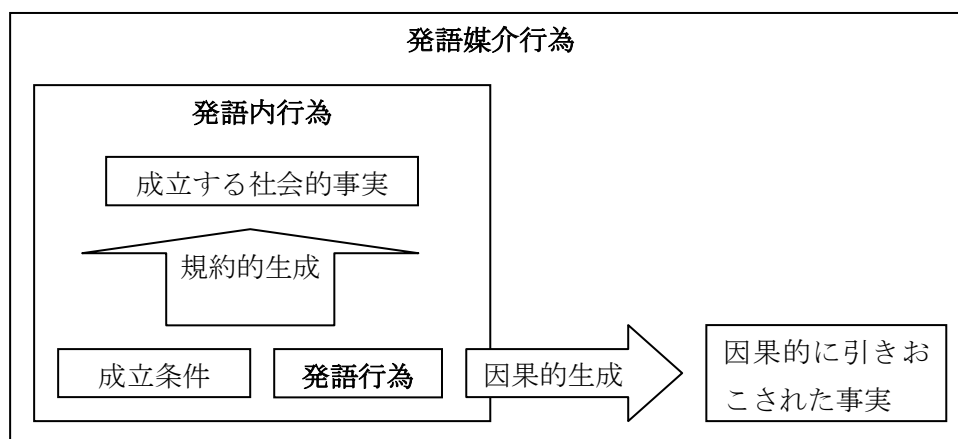 発語媒介行為
発語内行為
成立する社会的事実
規約的生成
成立条件
発語行為
因果的生成
因果的に引きお
こされた事実